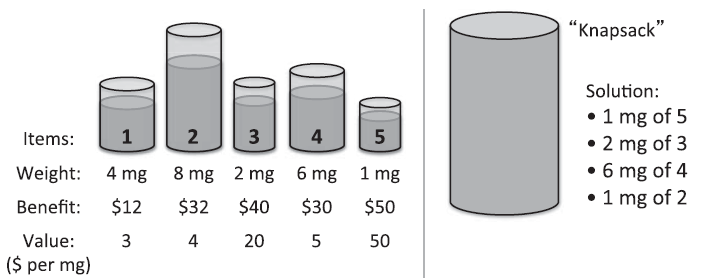 Items: 1 2 3 4 5
Weight: 4 mg 8 mg 2 mg 6 mg 1 mg
Benefit: $12 $32 $40 $30 $50
Value: 3 4 20 5 50
($ per mg)
“Knapsack”
Solution:
• 1 mg of 5
• 2 mg of 3
• 6 mg of 4
• 1 mg of 2